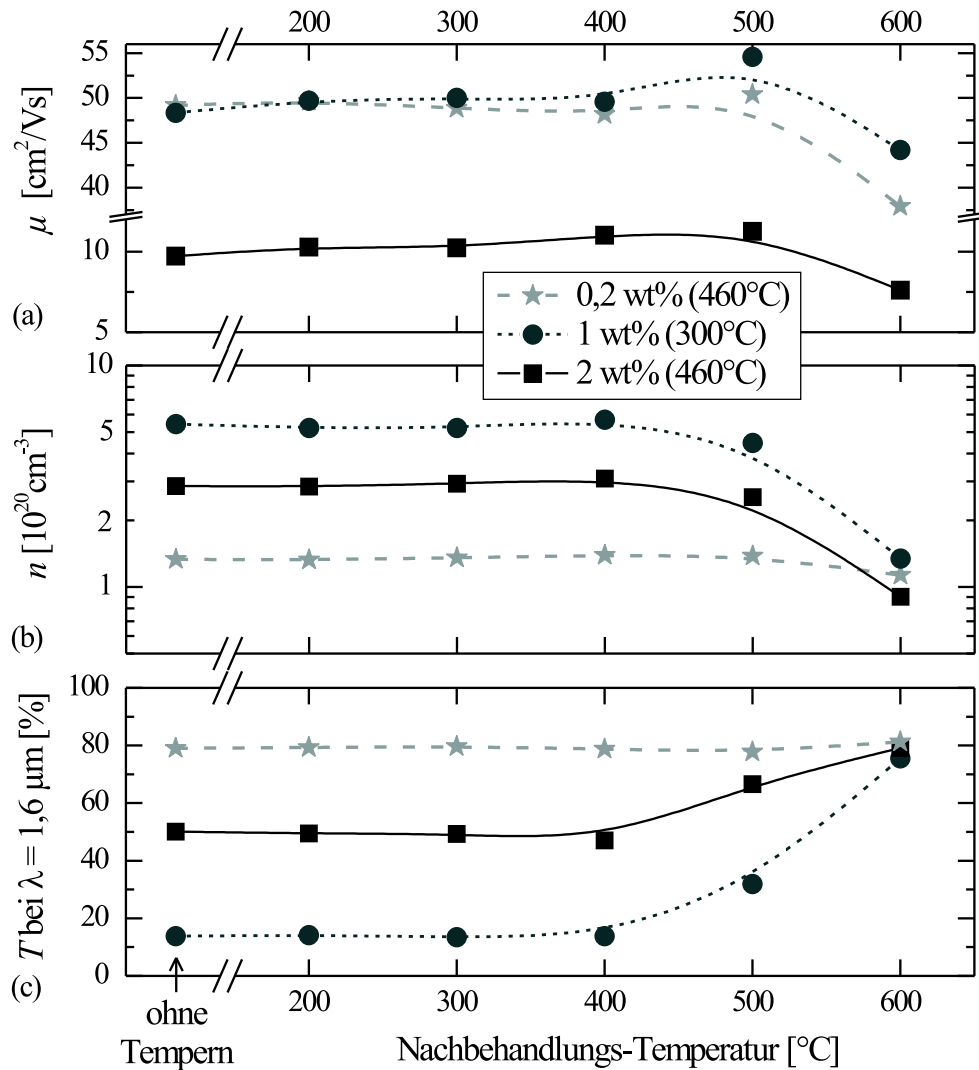 200 300 400 500 600
55
50
45
40
10
5
µ [cm²/Vs]
(a)
0,2 wt% (460°C)
1 wt% (300°C)
2 wt% (460°C)
10
5
2
1
n [10²⁰cm⁻³]
(b)
100
80
60
40
20
0
T bei λ = 1,6 µm [%]
(c)
200 300 400 500 600
ohne
Tempern
Nachbehandlungs-Temperatur [°C]